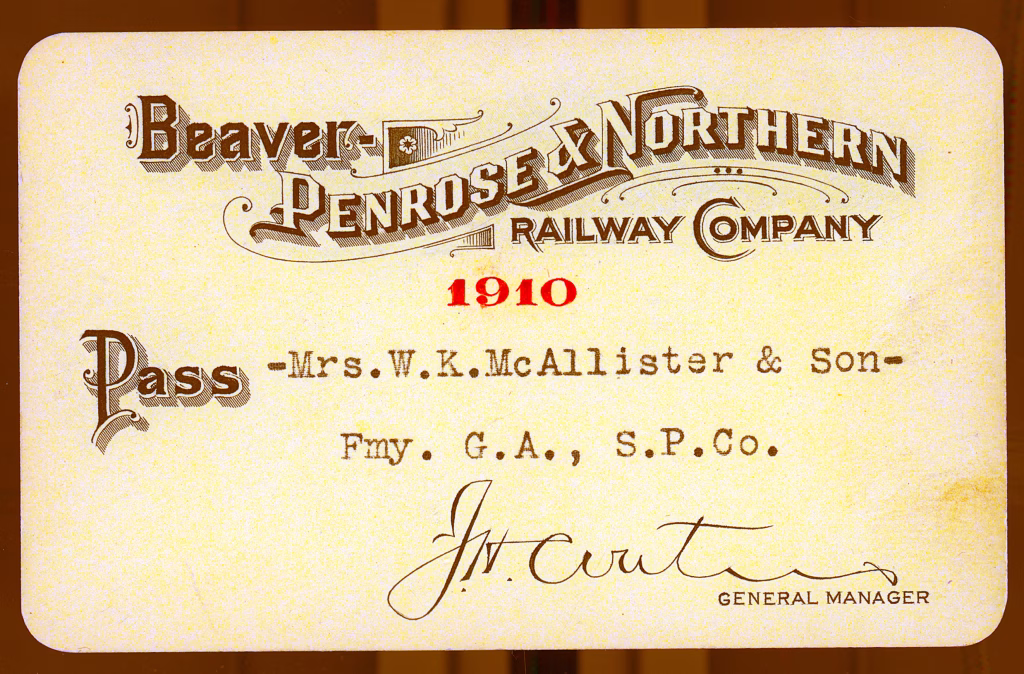 Beaver-
PENROSE & NORTHERN
RAILWAY COMPANY
1910
Pass -Mrs.W.K.McAllister & Son-
Fmy. G.A., S.P.Co.
J.H.
GENERAL MANAGER